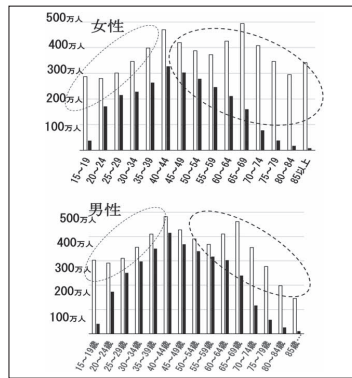 500万人
女性
400万人
300万人
200万人
100万人
15~19
20~24
25~29
30~34
35~39
40~44
45~49
50~54
55~59
60~64
65~69
70~74
75~79
80~84
85以上
500万人
男性
400万人
300万人
200万人
100万人
15~19歳
20~24歳
25~29歳
30~34歳
35~39歳
40~44歳
45~49歳
50~54歳
55~59歳
60~64歳
65~69歳
70~74歳
75~79歳
80~84歳
85歳…